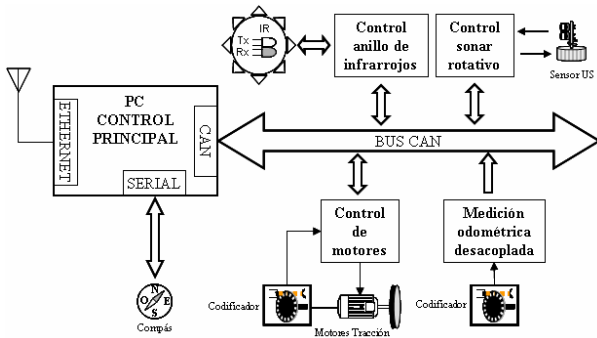 IR
Tx
Rx
Control
anillo de
infrarrojos
Control
sonar
rotativo
Sensor US
PC
CONTROL
PRINCIPAL
ETHERNET
CAN
SERIAL
BUS CAN
Control
de
motores
Medición
odométrica
desacoplada
N
O E
S
Compás
Codificador
Motores Tracción
Codificador